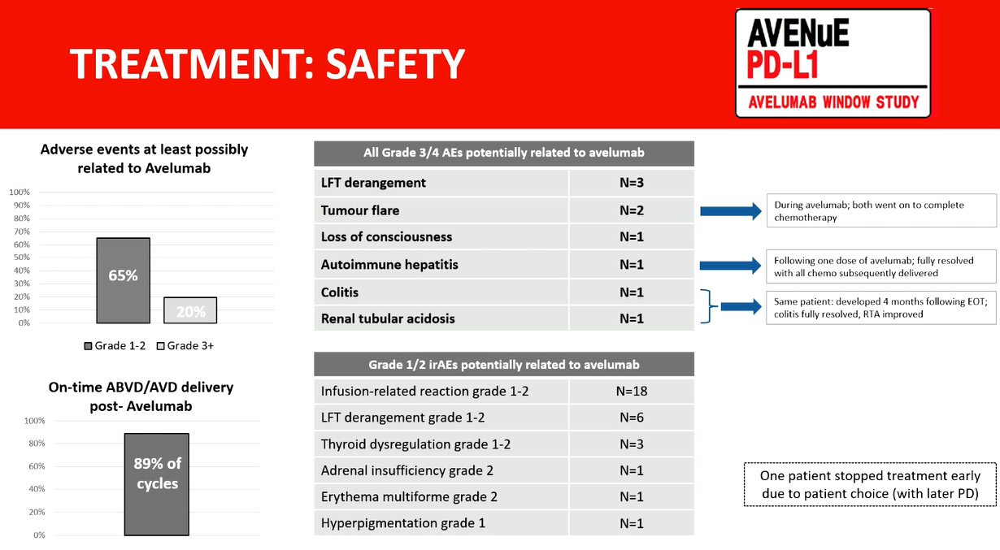 TREATMENT: SAFETY
AVENuE
PD-L1
AVELUMAB WINDOW STUDY
Adverse events at least possibly
related to Avelumab
100%
90%
80%
70%
60%
50%
40%
30%
20%
10%
0%
65%
20%
Grade 1-2
Grade 3+
On-time ABVD/AVD delivery
post- Avelumab
100%
80%
60%
40%
20%
0%
89% of
cycles
All Grade 3/4 AEs potentially related to avelumab
LFT derangement N=3
Tumour flare N=2
Loss of consciousness N=1
Autoimmune hepatitis N=1
Colitis N=1
Renal tubular acidosis N=1
During avelumab; both went on to complete
chemotherapy
Following one dose of avelumab; fully resolved
with all chemo subsequently delivered
Same patient: developed 4 months following EOT;
colitis fully resolved, RTA improved
Grade 1/2 irAEs potentially related to avelumab
Infusion-related reaction grade 1-2 N=18
LFT derangement grade 1-2 N=6
Thyroid dysregulation grade 1-2 N=3
Adrenal insufficiency grade 2 N=1
Erythema multiforme grade 2 N=1
Hyperpigmentation grade 1 N=1
One patient stopped treatment early
due to patient choice (with later PD)